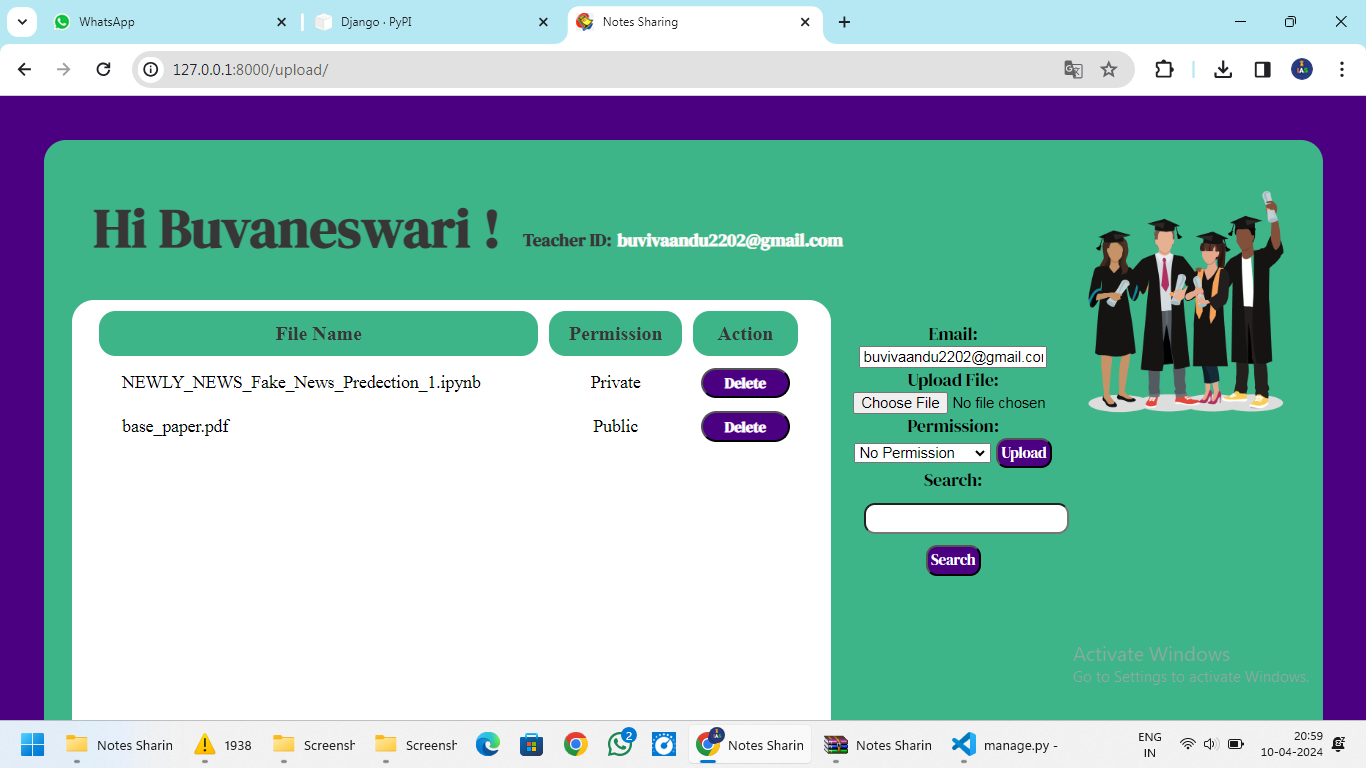 WhatsApp
Django · PyPI
Notes Sharing
127.0.0.1:8000/upload/
Hi Buvaneswari !
Teacher ID: buvivaandu2202@gmail.com
File Name Permission Action
NEWLY_NEWS_Fake_News_Predection_1.ipynb Private Delete
base_paper.pdf Public Delete
Email:
buvivaandu2202@gmail.co
Upload File:
Choose File No file chosen
Permission:
No Permission Upload
Search:
Search
Activate Windows
Go to Settings to activate Windows.
Notes Sharin
1938
Screensh
Screensh
2
Notes Sharin
Notes Sharin
manage.py -
ENG
IN
20:59
10-04-2024